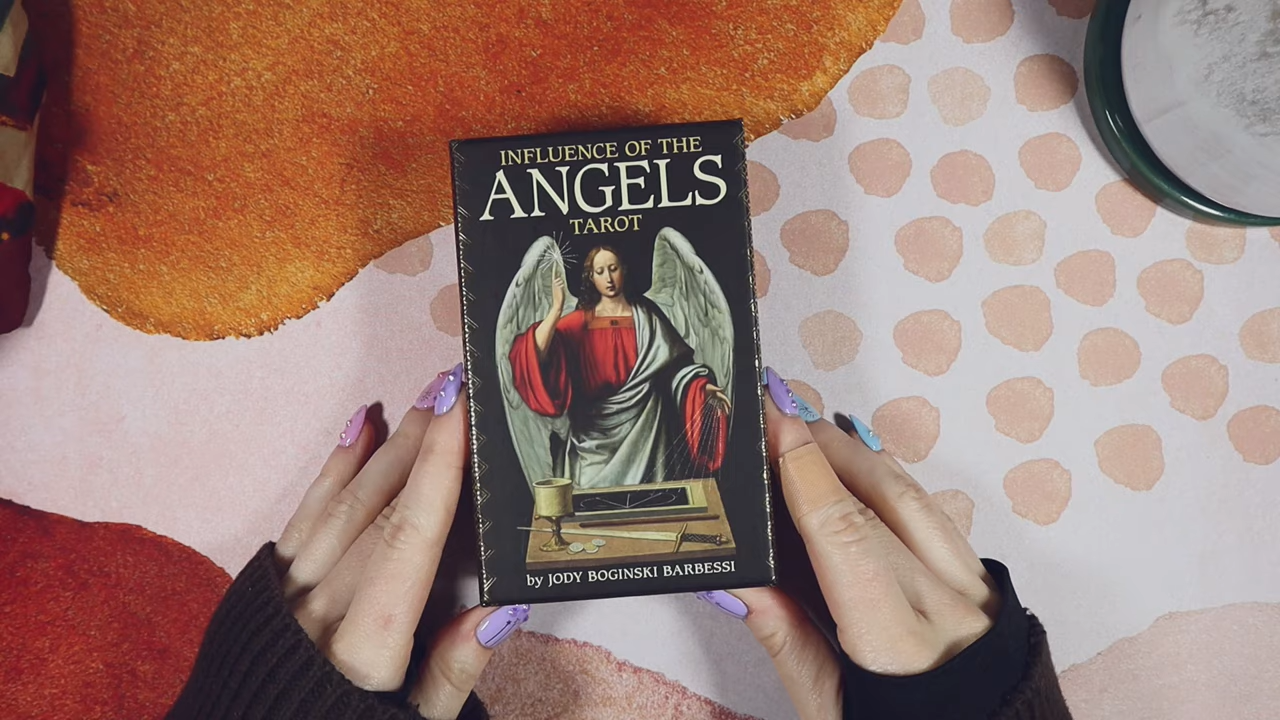 INFLUENCE OF THE
ANGELS
TAROT
by JODY BOGINSKI BARBESSI